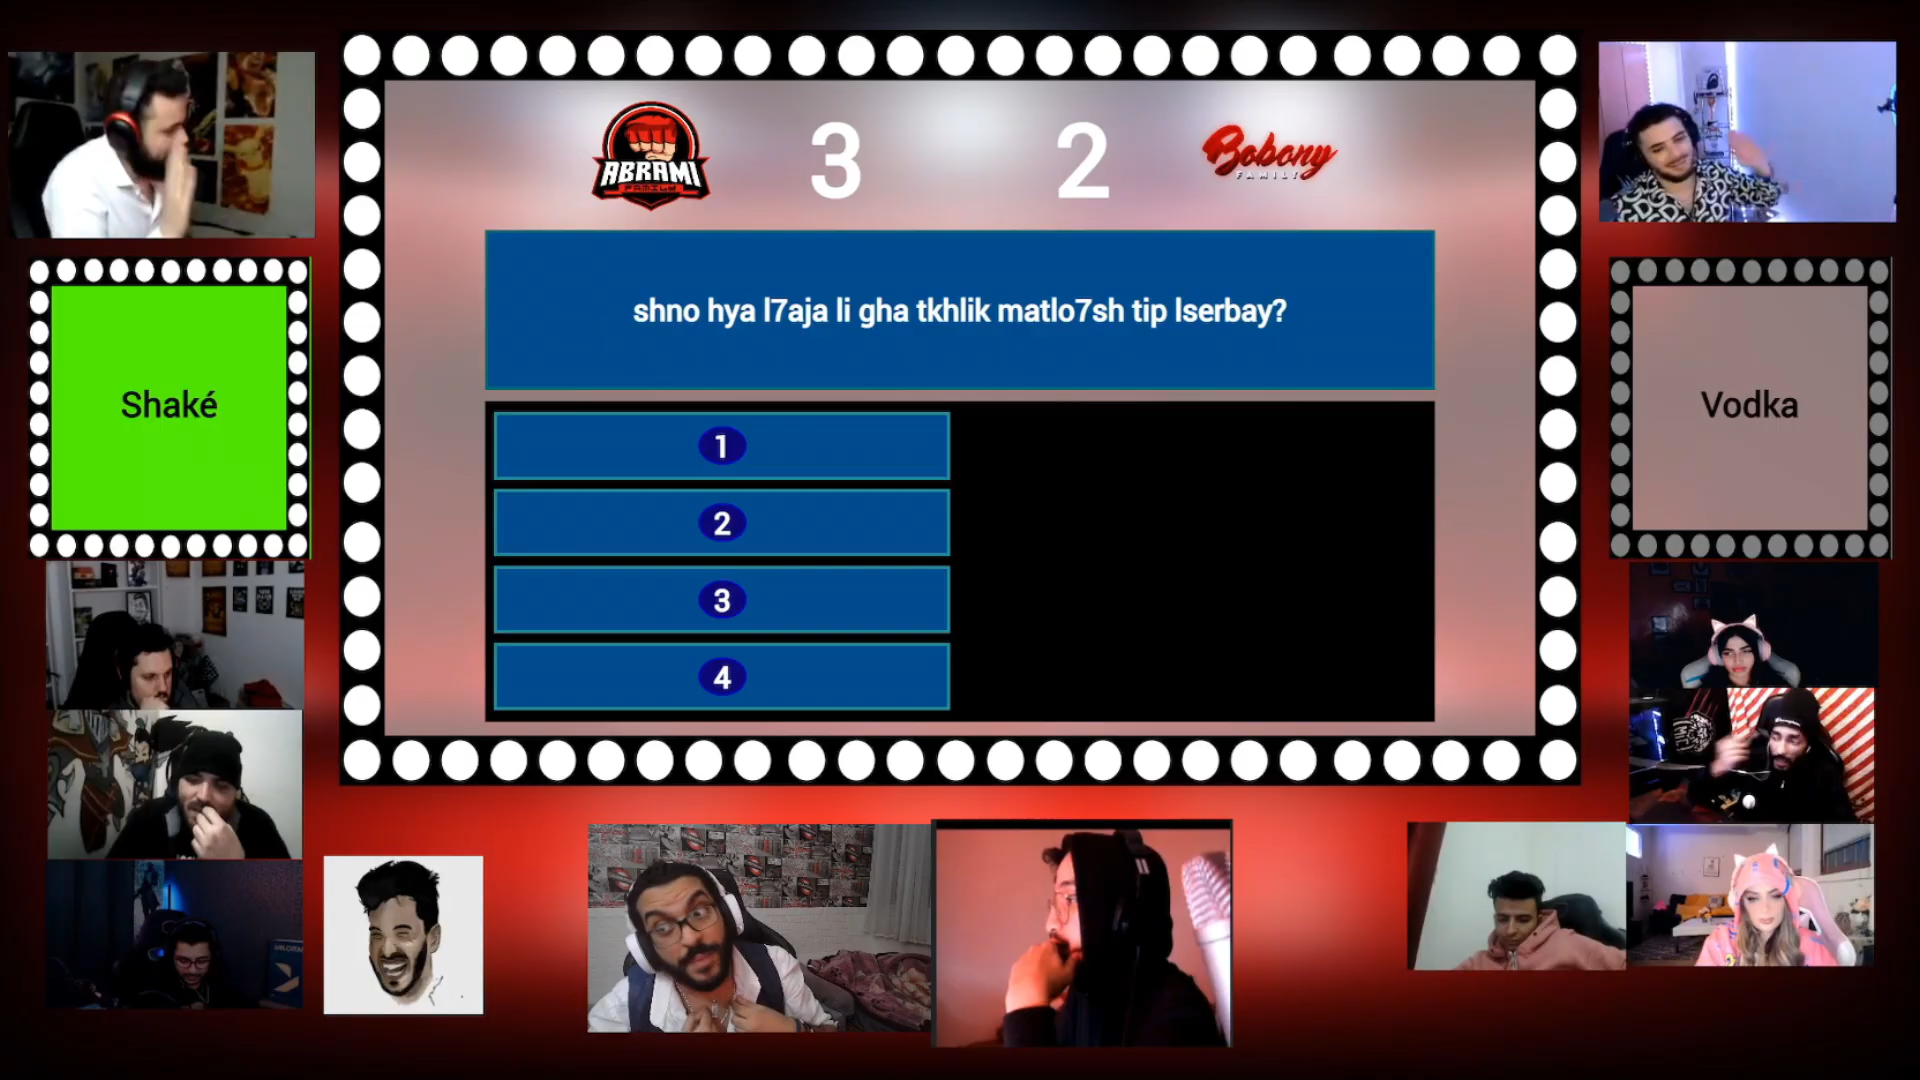 ABRAMI
FAMILY
3
2
Bobony
FAMILY
shno hya l7aja li gha tkhlik matlo7sh tip lserbay?
Shaké
Vodka
1
2
3
4